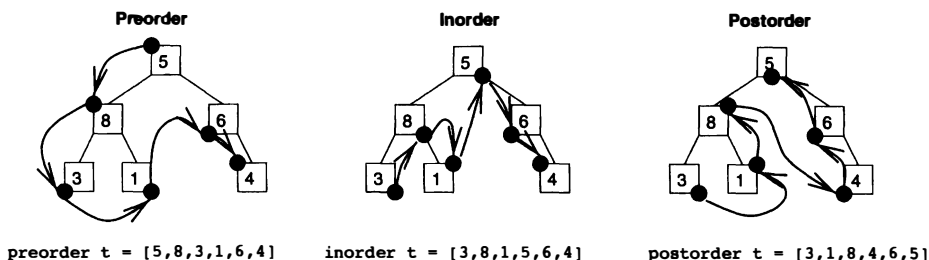 Preorder Inorder Postorder
5 5 5
8 6 8 6 8 6
3 1 4 3 1 4 3 1 4
preorder t = [5,8,3,1,6,4] inorder t = [3,8,1,5,6,4] postorder t = [3,1,8,4,6,5]